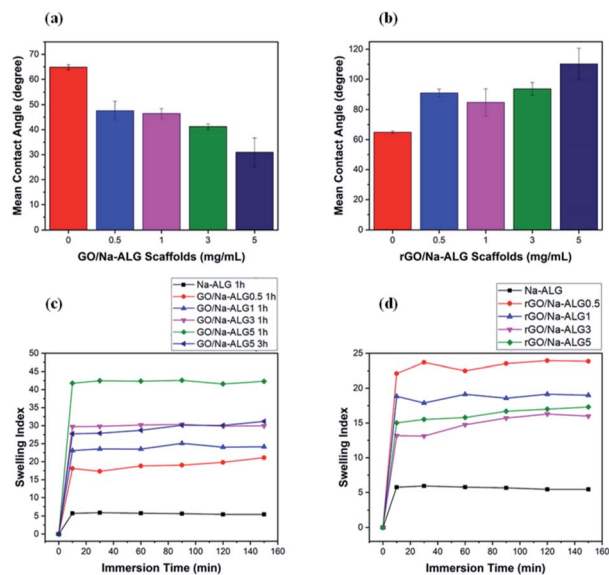 (a)
Mean Contact Angle (degree)
70
60
50
40
30
20
10
0
0 0.5 1 3 5
GO/Na-ALG Scaffolds (mg/mL)
(b)
Mean Contact Angle (degree)
120
100
80
60
40
20
0
0 0.5 1 3 5
rGO/Na-ALG Scaffolds (mg/mL)
(c)
Na-ALG 1h
GO/Na-ALG0.5 1h
GO/Na-ALG1 1h
GO/Na-ALG3 1h
GO/Na-ALG5 1h
GO/Na-ALG5 3h
Swelling Index
50
45
40
35
30
25
20
15
10
5
0
0 20 40 60 80 100 120 140 160
Immersion Time (min)
(d)
Na-ALG
rGO/Na-ALG0.5
rGO/Na-ALG1
rGO/Na-ALG3
rGO/Na-ALG5
Swelling Index
25
20
15
10
5
0
0 20 40 60 80 100 120 140 160
Immersion Time (min)